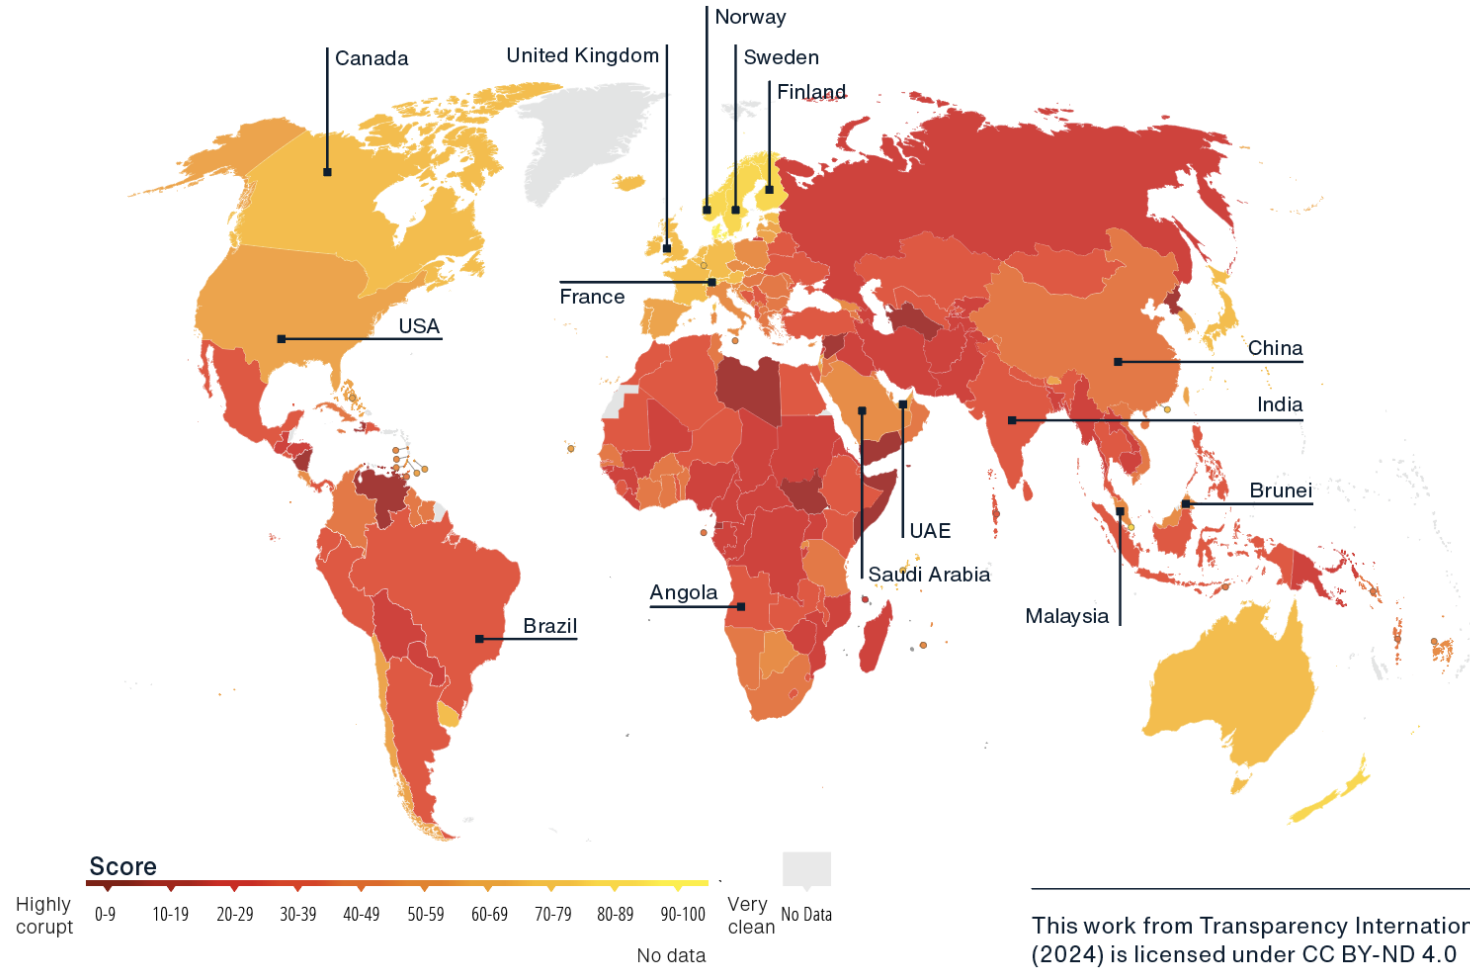 Norway
Canada
United Kingdom
Sweden
Finland
France
USA
China
India
Brunei
UAE
Saudi Arabia
Angola
Malaysia
Brazil
Score
Highly
corupt
0-9
10-19
20-29
30-39
40-49
50-59
60-69
70-79
80-89
90-100
Very
clean
No Data
No data
This work from Transparency Internation
(2024) is licensed under CC BY-ND 4.0